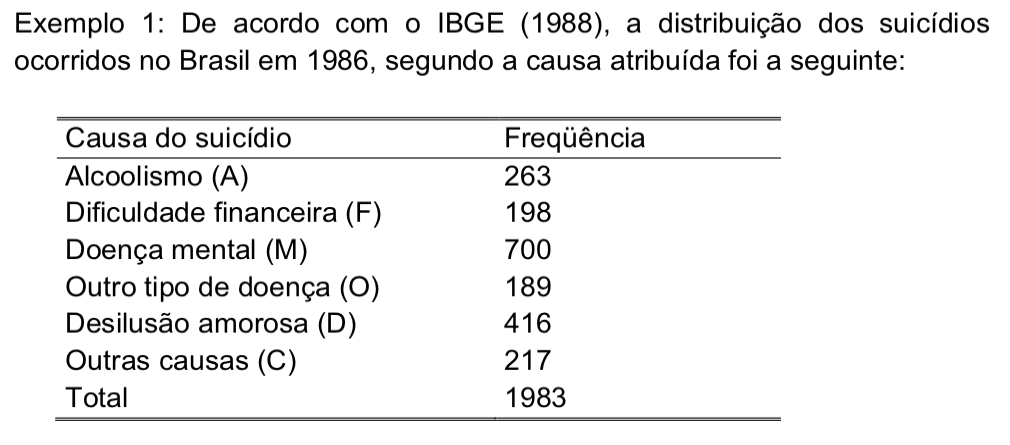 Exemplo 1: De acordo com o IBGE (1988), a distribuição dos suicídios
ocorridos no Brasil em 1986, segundo a causa atribuída foi a seguinte:
Causa do suicídio Freqüência
Alcoolismo (A) 263
Dificuldade financeira (F) 198
Doença mental (M) 700
Outro tipo de doença (O) 189
Desilusão amorosa (D) 416
Outras causas (C) 217
Total 1983